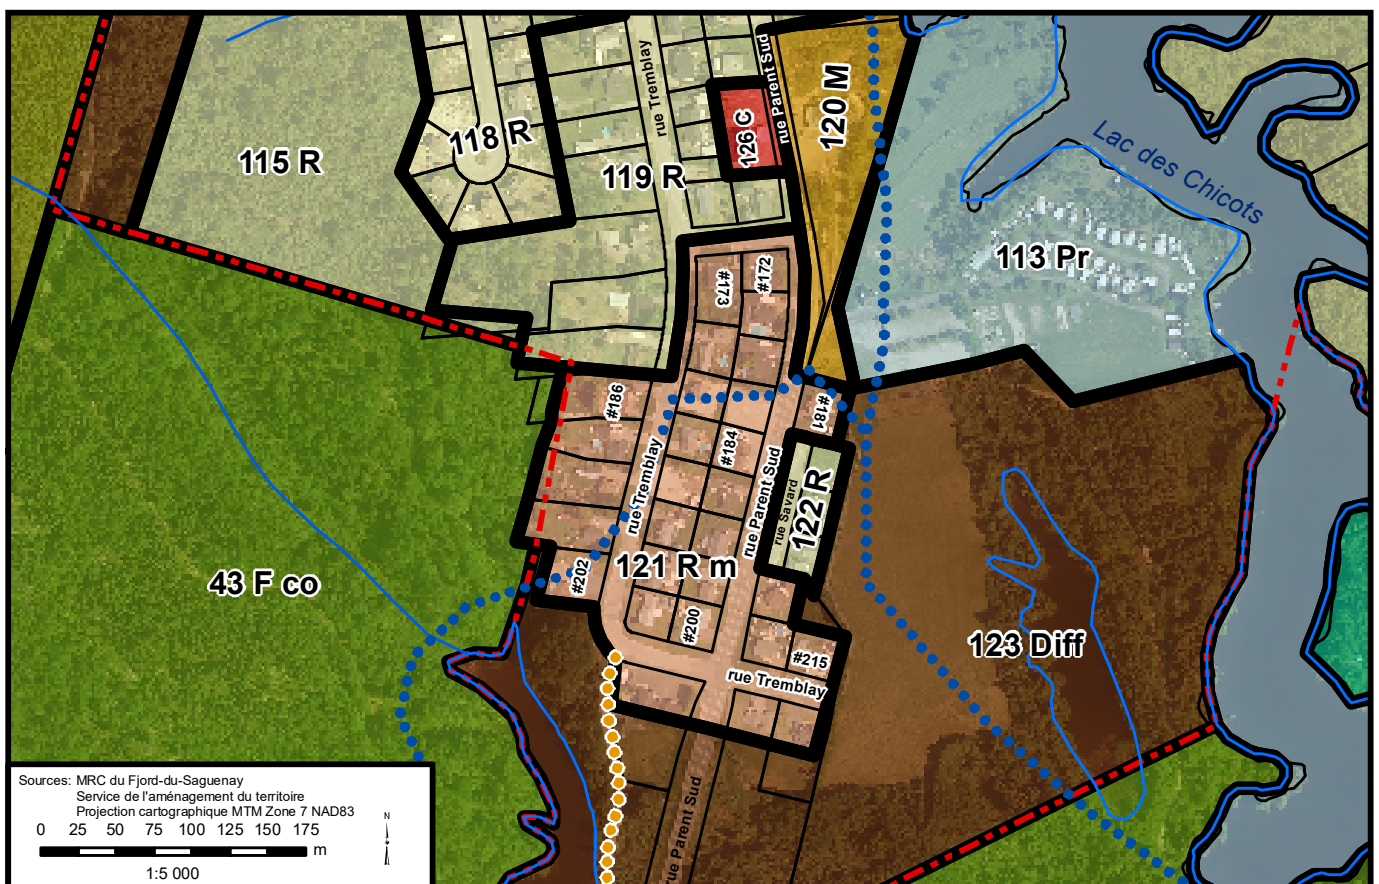 rue Tremblay
rue Parent Sud
120 M
126 C
118 R
115 R
119 R
Lac des Chicots
113 Pr
#173
#172
#186
#181
#184
rue Tremblay
rue Parent Sud
rue Savard
122 R
121 R m
#202
43 F co
#200
123 Diff
#215
rue Tremblay
rue Parent Sud
Sources: MRC du Fjord-du-Saguenay
Service de l'aménagement du territoire
Projection cartographique MTM Zone 7 NAD83
0 25 50 75 100 125 150 175
m
N
1:5 000